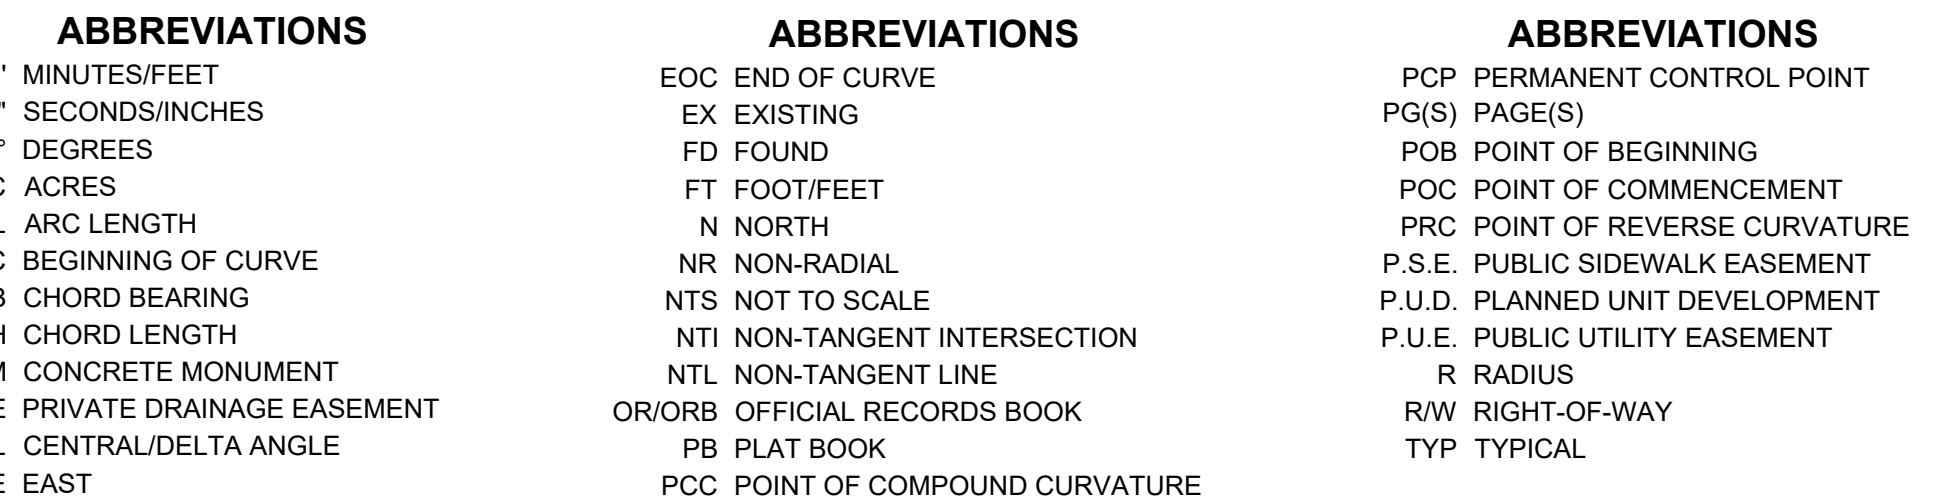 ABBREVIATIONS
' MINUTES/FEET
" SECONDS/INCHES
° DEGREES
C ACRES
L ARC LENGTH
C BEGINNING OF CURVE
B CHORD BEARING
H CHORD LENGTH
M CONCRETE MONUMENT
E PRIVATE DRAINAGE EASEMENT
L CENTRAL/DELTA ANGLE
E EAST
ABBREVIATIONS
EOC END OF CURVE
EX EXISTING
FD FOUND
FT FOOT/FEET
N NORTH
NR NON-RADIAL
NTS NOT TO SCALE
NTI NON-TANGENT INTERSECTION
NTL NON-TANGENT LINE
OR/ORB OFFICIAL RECORDS BOOK
PB PLAT BOOK
PCC POINT OF COMPOUND CURVATURE
ABBREVIATIONS
PCP PERMANENT CONTROL POINT
PG(S) PAGE(S)
POB POINT OF BEGINNING
POC POINT OF COMMENCEMENT
PRC POINT OF REVERSE CURVATURE
P.S.E. PUBLIC SIDEWALK EASEMENT
P.U.D. PLANNED UNIT DEVELOPMENT
P.U.E. PUBLIC UTILITY EASEMENT
R RADIUS
R/W RIGHT-OF-WAY
TYP TYPICAL